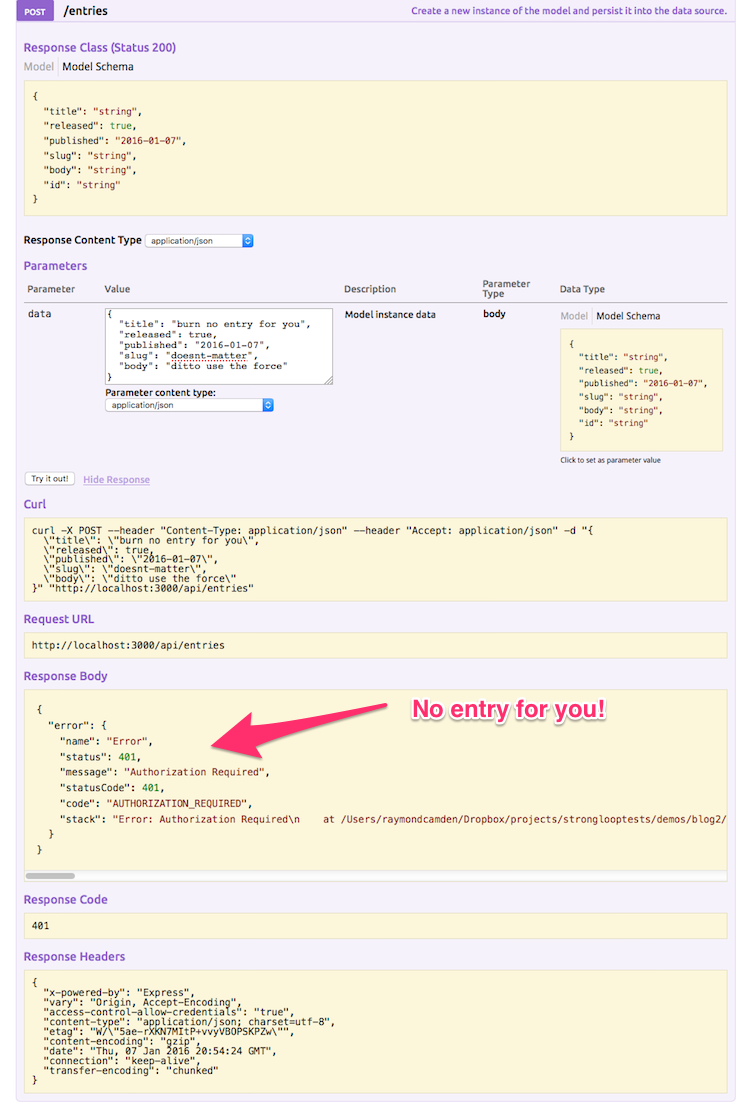 POST /entries Create a new instance of the model and persist it into the data source.
Response Class (Status 200)
Model Model Schema
{
"title": "string",
"released": true,
"published": "2016-01-07",
"slug": "string",
"body": "string",
"id": "string"
}
Response Content Type application/json
Parameters
Parameter Value Description Parameter Type Data Type
data
{
"title": "burn no entry for you",
"released": true,
"published": "2016-01-07",
"slug": "doesnt-matter",
"body": "ditto use the force"
}
Parameter content type:
application/json
Model instance data
body
Model Model Schema
{
"title": "string",
"released": true,
"published": "2016-01-07",
"slug": "string",
"body": "string",
"id": "string"
}
Click to set as parameter value
Try it out! Hide Response
Curl
curl -X POST --header "Content-Type: application/json" --header "Accept: application/json" -d "{
\"title\": \"burn no entry for you\",
\"released\": true,
\"published\": \"2016-01-07\",
\"slug\": \"doesnt-matter\",
\"body\": \"ditto use the force\"
}" "http://localhost:3000/api/entries"
Request URL
http://localhost:3000/api/entries
Response Body
No entry for you!
{
"error": {
"name": "Error",
"status": 401,
"message": "Authorization Required",
"statusCode": 401,
"code": "AUTHORIZATION_REQUIRED",
"stack": "Error: Authorization Required\n    at /Users/raymondcamden/Dropbox/projects/strongllooptests/demos/blog2/
}
}
Response Code
401
Response Headers
{
"x-powered-by": "Express",
"vary": "Origin, Accept-Encoding",
"access-control-allow-credentials": "true",
"content-type": "application/json; charset=utf-8",
"etag": "W/\"5ae-rXKN7MItP+vvyVBOPSKPZw\"",
"content-encoding": "gzip",
"date": "Thu, 07 Jan 2016 20:54:24 GMT",
"connection": "keep-alive",
"transfer-encoding": "chunked"
}